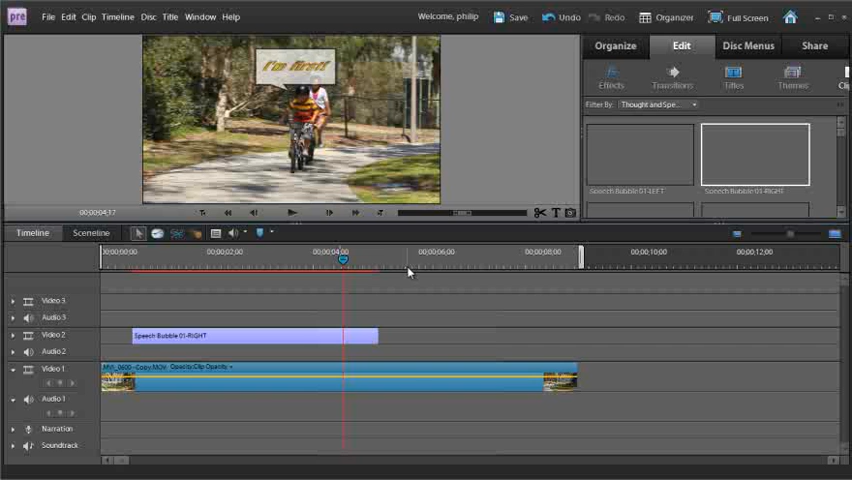 pre
File Edit Clip Timeline Disc Title Window Help
Welcome, philip
Save
Undo
Redo
Organizer
Full Screen
I'm first!
Organize
Edit
Disc Menus
Share
Effects
Transitions
Titles
Themes
Cli
Filter By: Thought and Spe...
Speech Bubble 01-LEFT
Speech Bubble 01-RIGHT
00;00;04;17
Timeline
Sceneline
00;00;00;00
00;00;02;00
00;00;04;00
00;00;06;00
00;00;08;00
00;00;10;00
00;00;12;00
Video 3
Audio 3
Video 2
Speech Bubble 01-RIGHT
Audio 2
Video 1
MVI_0600 - Copy.MOV Opacity:Clip Opacity
Audio 1
Narration
Soundtrack